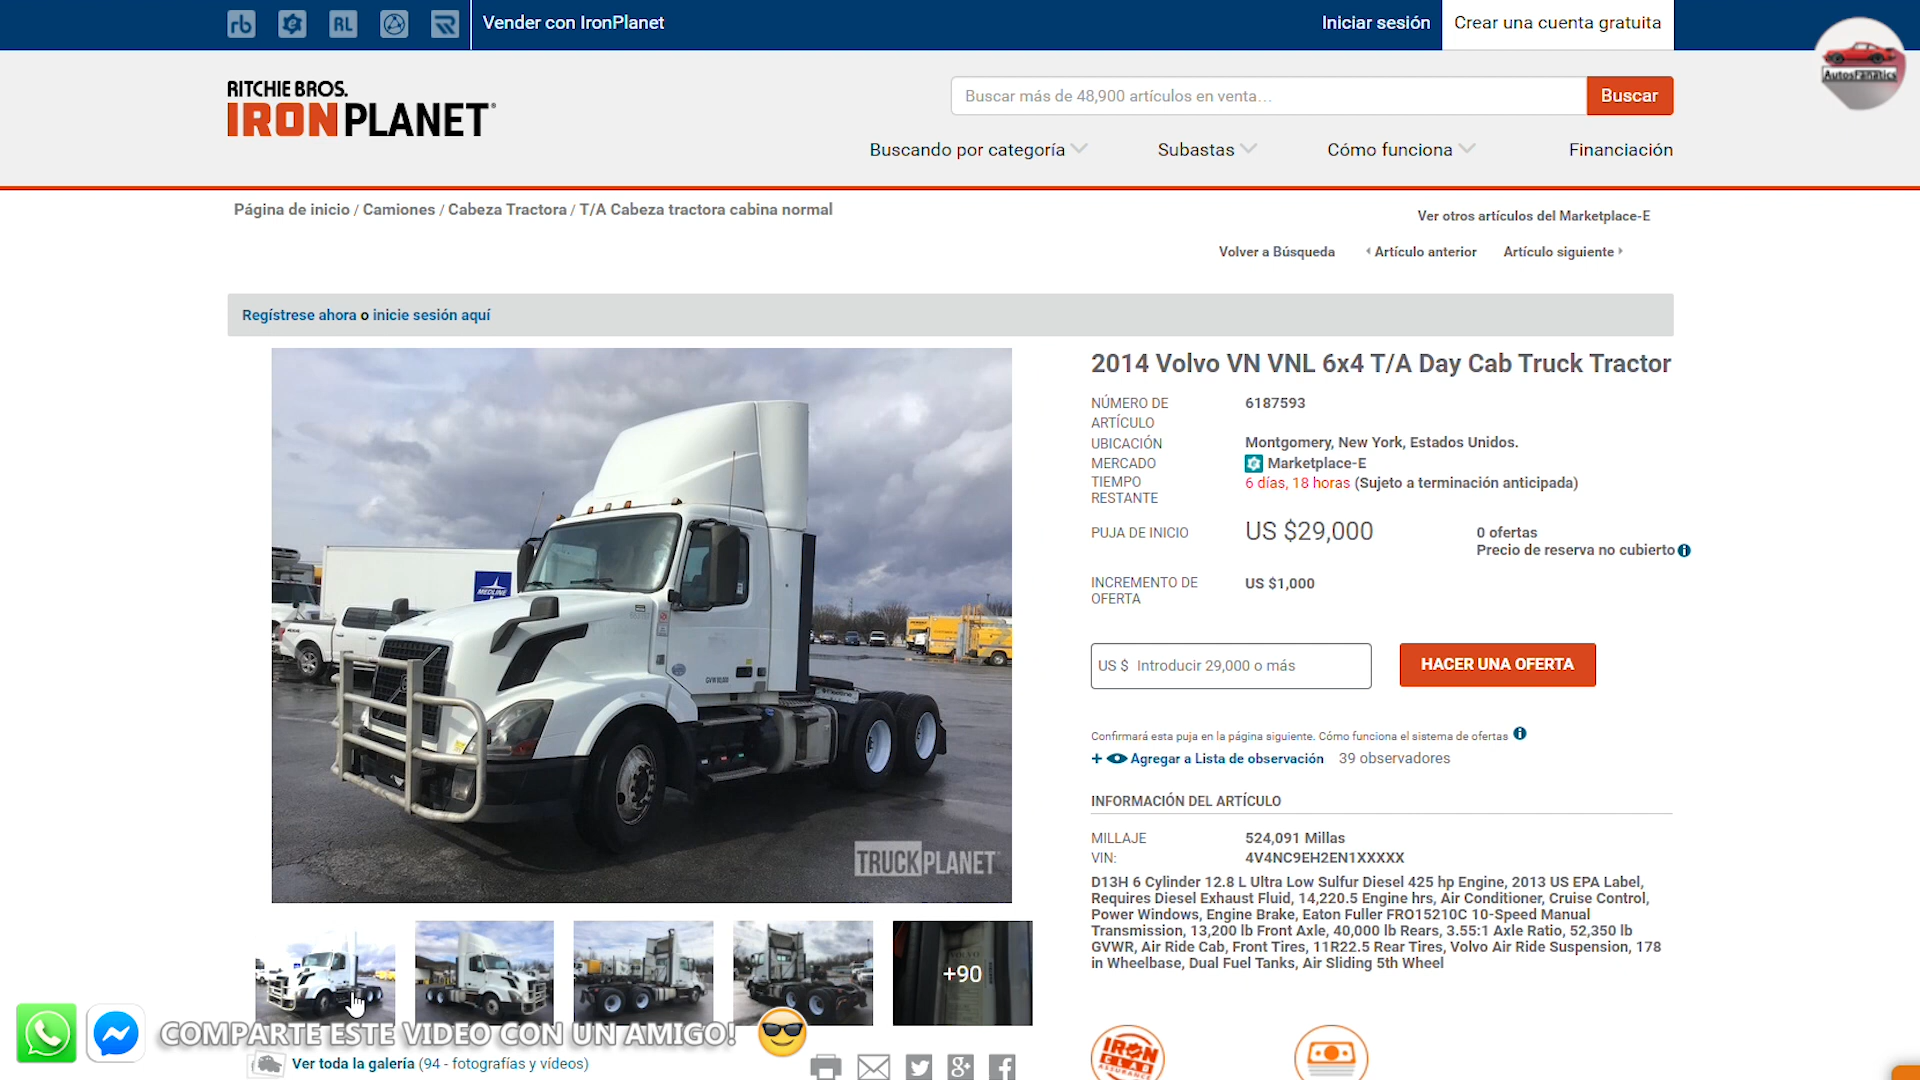 rb
RL
Vender con IronPlanet
Iniciar sesión
Crear una cuenta gratuita
AutosFanatics
RITCHIE BROS.
IRONPLANET
Buscar más de 48,900 artículos en venta...
Buscar
Buscando por categoría
Subastas
Cómo funciona
Financiación
Página de inicio / Camiones / Cabeza Tractora / T/A Cabeza tractora cabina normal
Ver otros artículos del Marketplace-E
Volver a Búsqueda
Artículo anterior
Artículo siguiente
Regístrese ahora o inicie sesión aquí
MEDLINE
TRUCKPLANET
2014 Volvo VN VNL 6x4 T/A Day Cab Truck Tractor
NÚMERO DE ARTÍCULO 6187593
UBICACIÓN Montgomery, New York, Estados Unidos.
MERCADO Marketplace-E
TIEMPO RESTANTE 6 días, 18 horas (Sujeto a terminación anticipada)
PUJA DE INICIO US $29,000
0 ofertas
Precio de reserva no cubierto
INCREMENTO DE OFERTA US $1,000
US $ Introducir 29,000 o más
HACER UNA OFERTA
Confirmará esta puja en la página siguiente. Cómo funciona el sistema de ofertas
+ Agregar a Lista de observación 39 observadores
INFORMACIÓN DEL ARTÍCULO
MILLAJE 524,091 Millas
VIN: 4V4NC9EH2EN1XXXXX
D13H 6 Cylinder 12.8 L Ultra Low Sulfur Diesel 425 hp Engine, 2013 US EPA Label,
Requires Diesel Exhaust Fluid, 14,220.5 Engine hrs, Air Conditioner, Cruise Control,
Power Windows, Engine Brake, Eaton Fuller FRO15210C 10-Speed Manual
Transmission, 13,200 lb Front Axle, 40,000 lb Rears, 3.55:1 Axle Ratio, 52,350 lb
GVWR, Air Ride Cab, Front Tires, 11R22.5 Rear Tires, Volvo Air Ride Suspension, 178
in Wheelbase, Dual Fuel Tanks, Air Sliding 5th Wheel
+90
COMPARTE ESTE VIDEO CON UN AMIGO!
Ver toda la galería (94 - fotografías y vídeos)
IRON CLAD
ASSURANCE